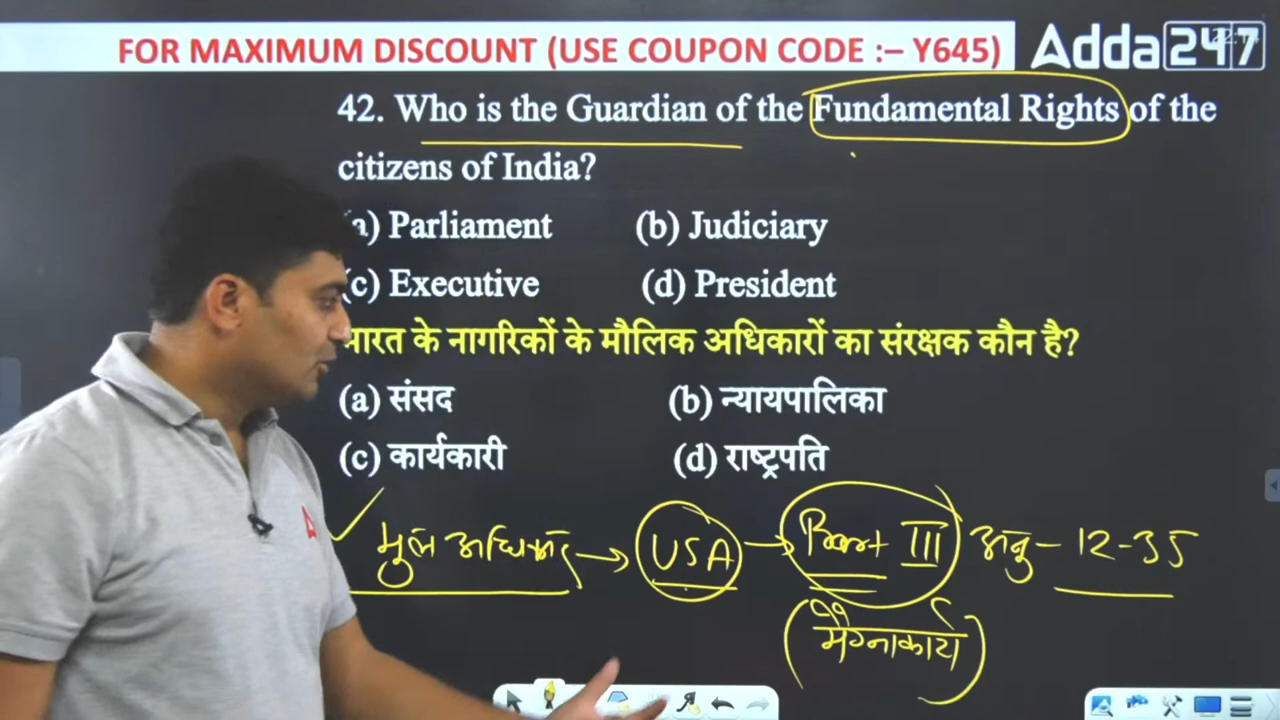 FOR MAXIMUM DISCOUNT (USE COUPON CODE :– Y645)
Adda247
42. Who is the Guardian of the Fundamental Rights of the
citizens of India?
(a) Parliament (b) Judiciary
(c) Executive (d) President
भारत के नागरिकों के मौलिक अधिकारों का संरक्षक कौन है?
(a) संसद (b) न्यायपालिका
(c) कार्यकारी (d) राष्ट्रपति
मूल → USA → Part III अनु – 12-35